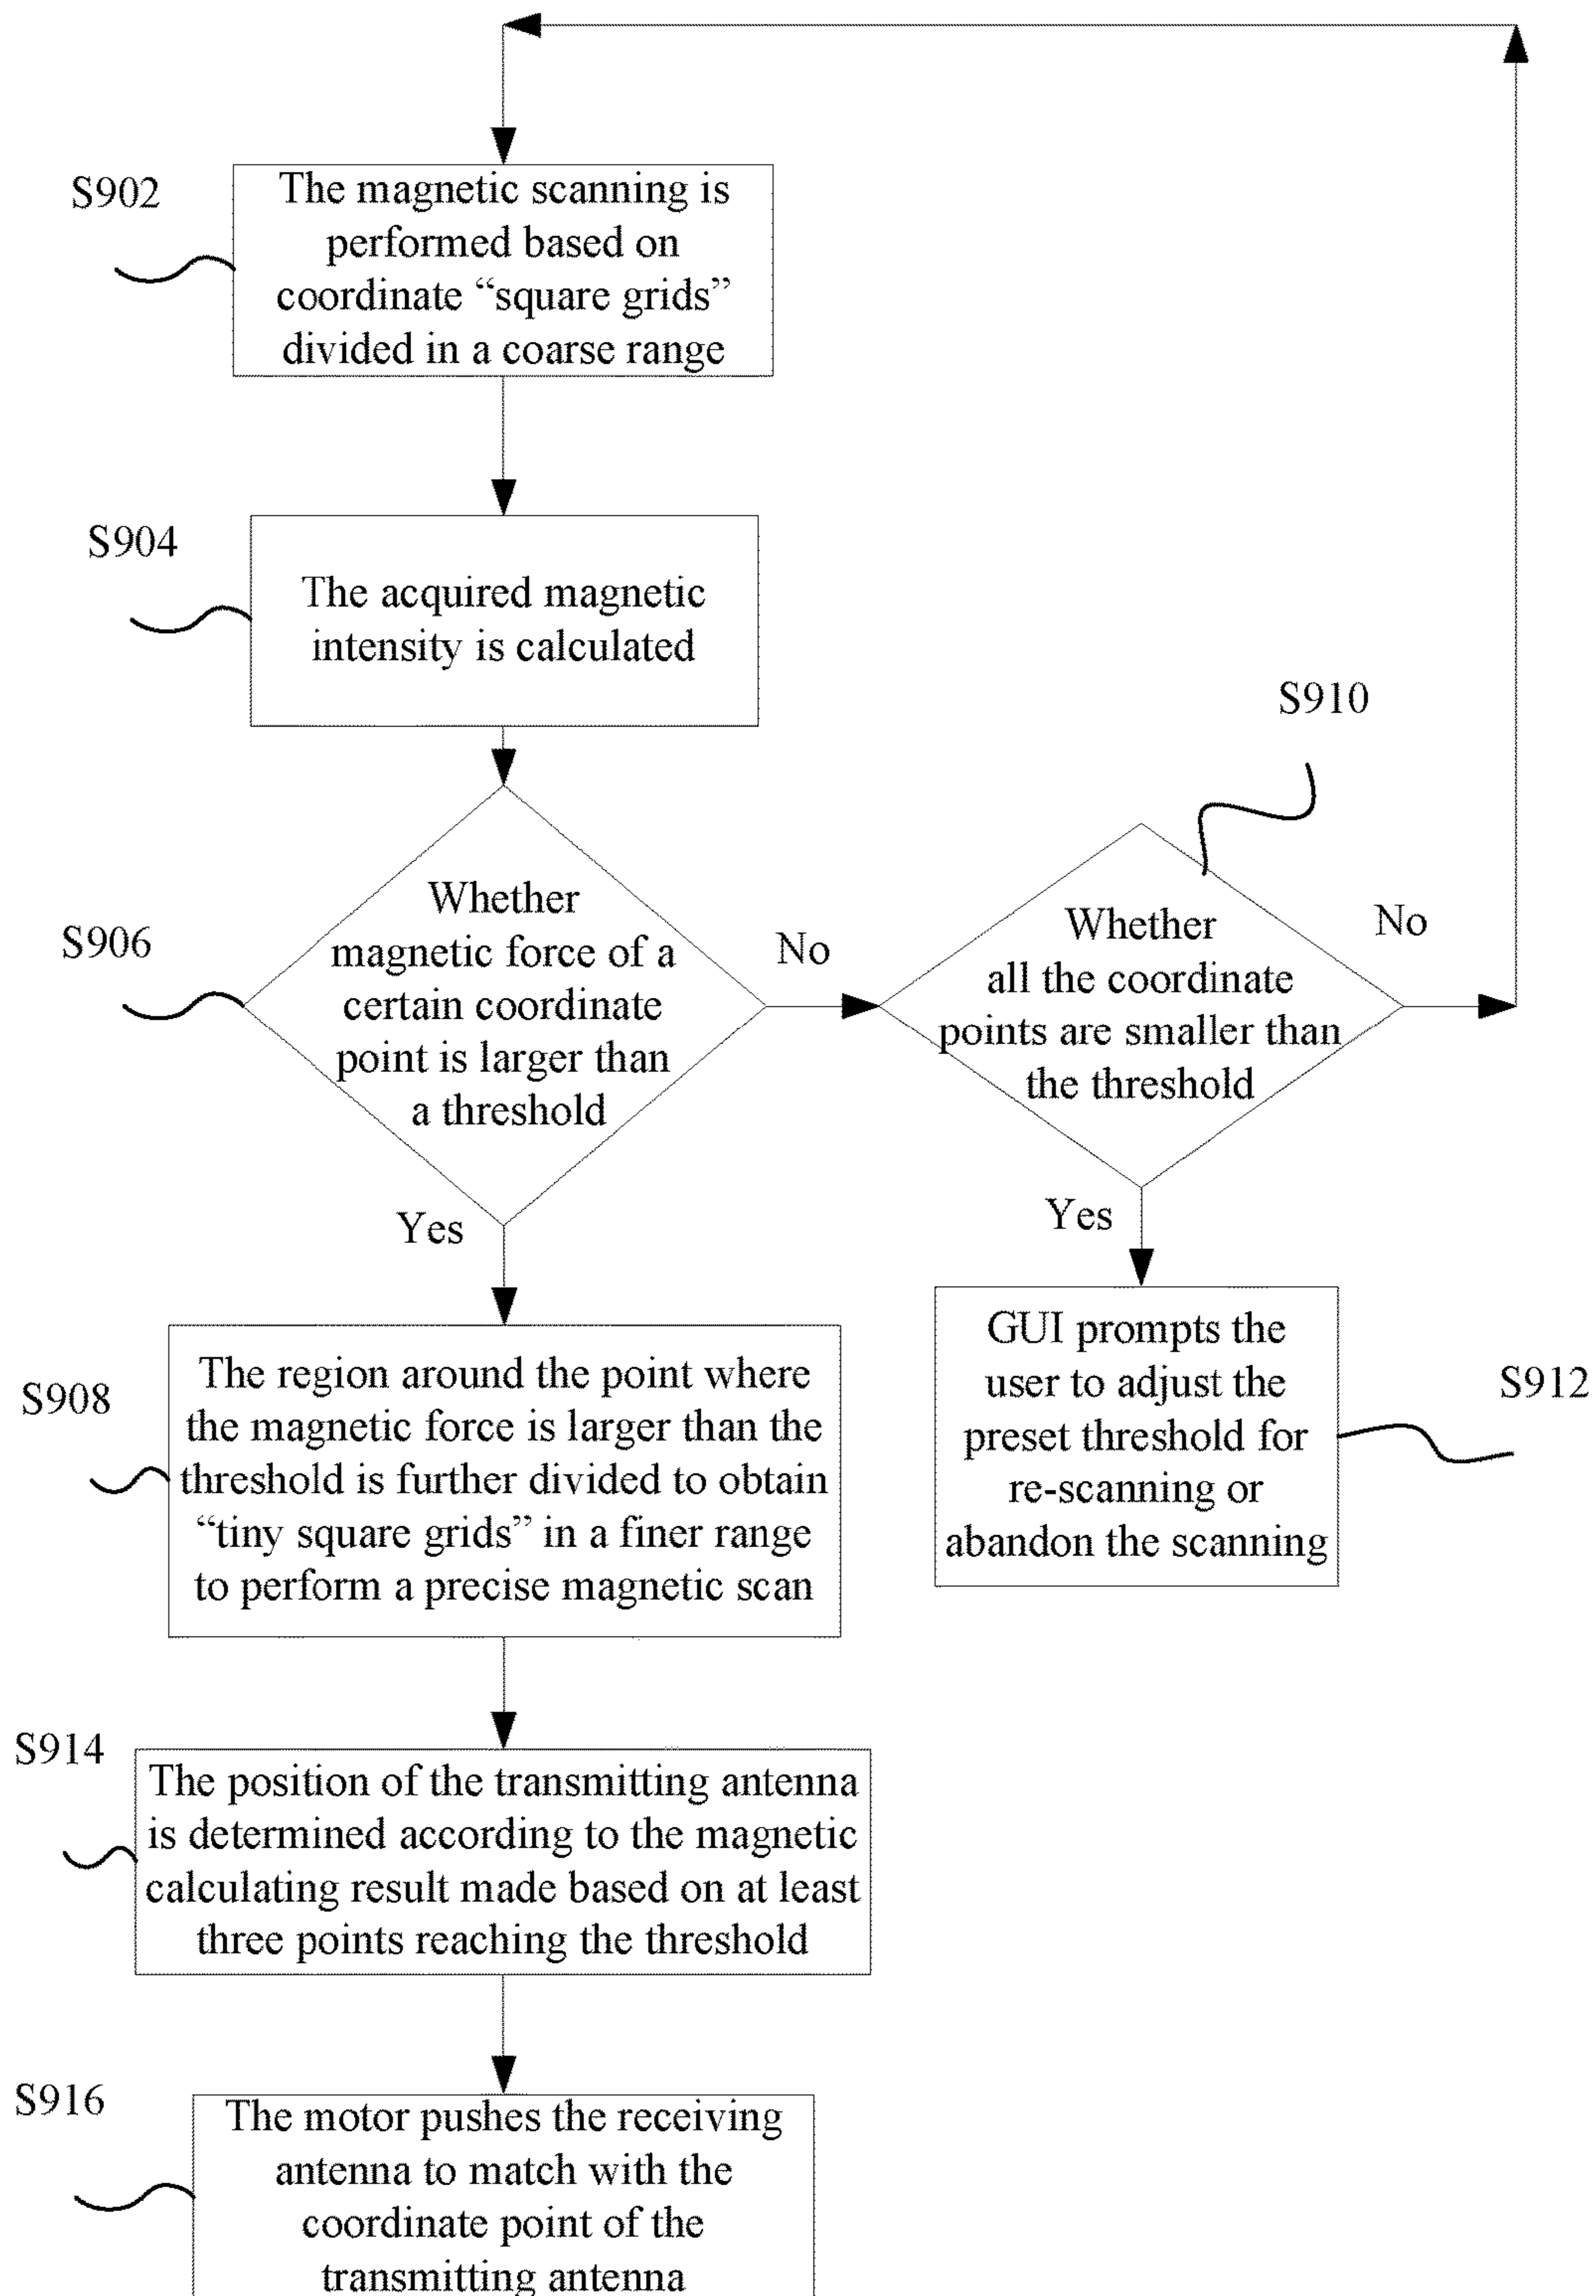 S902
The magnetic scanning is
performed based on
coordinate “square grids”
divided in a coarse range
S904
The acquired magnetic
intensity is calculated
S906
Whether
magnetic force of a
certain coordinate
point is larger than
a threshold
No
Yes
S910
Whether
all the coordinate
points are smaller than
the threshold
No
Yes
S908
The region around the point where
the magnetic force is larger than the
threshold is further divided to obtain
“tiny square grids” in a finer range
to perform a precise magnetic scan
GUI prompts the
user to adjust the
preset threshold for
re-scanning or
abandon the scanning
S912
S914
The position of the transmitting antenna
is determined according to the magnetic
calculating result made based on at least
three points reaching the threshold
S916
The motor pushes the receiving
antenna to match with the
coordinate point of the
transmitting antenna